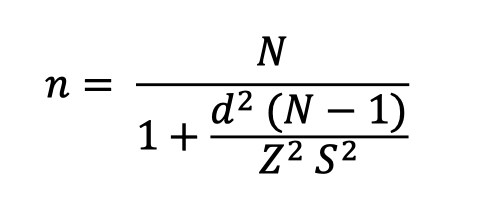 n = N / (1 + d² (N − 1) / (Z² S²))